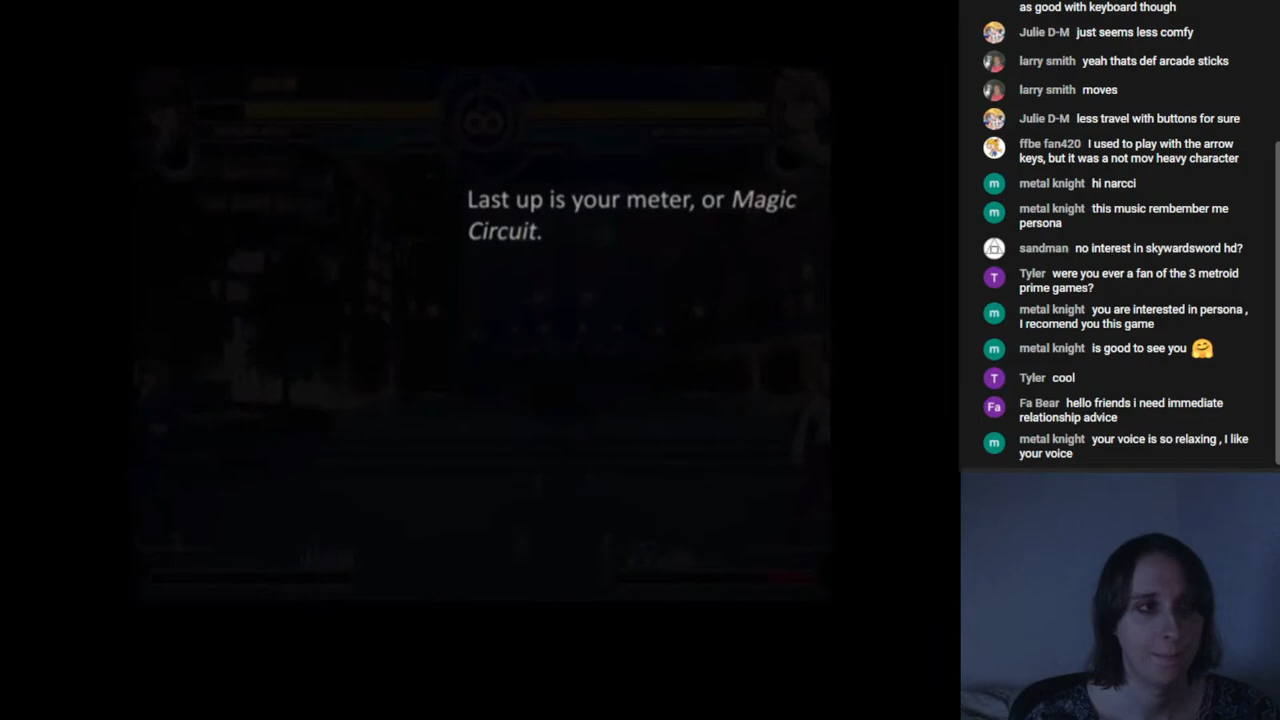 Last up is your meter, or Magic
Circuit.
as good with keyboard though
Julie D-M just seems less comfy
larry smith yeah thats def arcade sticks
larry smith moves
Julie D-M less travel with buttons for sure
ffbe fan420 I used to play with the arrow
keys, but it was a not mov heavy character
m metal knight hi narcci
m metal knight this music rembember me
persona
sandman no interest in skywardsword hd?
T Tyler were you ever a fan of the 3 metroid
prime games?
m metal knight you are interested in persona ,
I recomend you this game
m metal knight is good to see you 🤗
T Tyler cool
Fa Fa Bear hello friends i need immediate
relationship advice
m metal knight your voice is so relaxing , I like
your voice